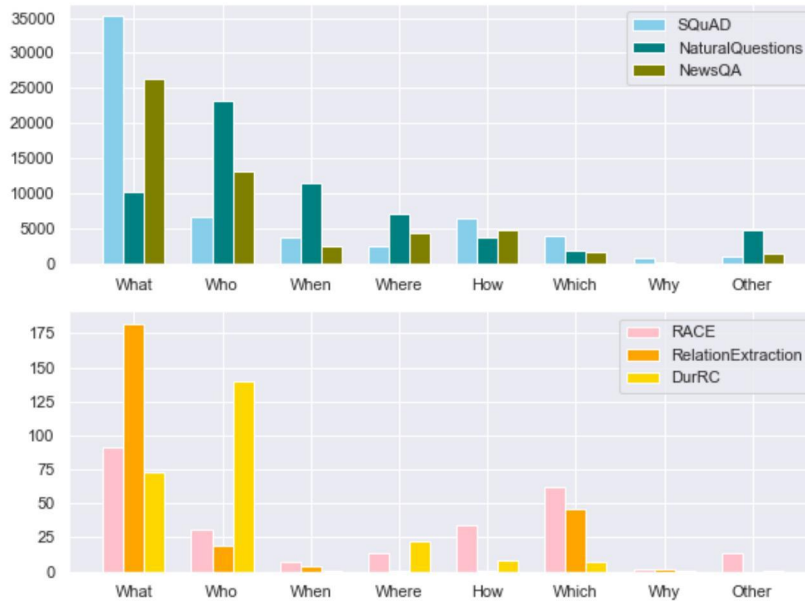 35000
30000
25000
20000
15000
10000
5000
0
SQuAD
NaturalQuestions
NewsQA
What Who When Where How Which Why Other
175
150
125
100
75
50
25
0
RACE
RelationExtraction
DurRC
What Who When Where How Which Why Other